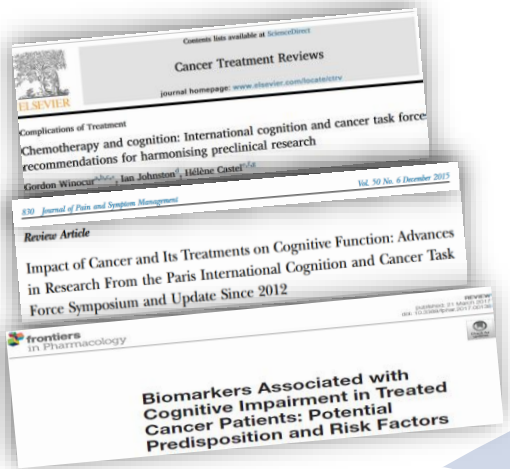 Contents lists available at ScienceDirect
Cancer Treatment Reviews
journal homepage: www.elsevier.com/locate/ctrv
ELSEVIER
Complications of Treatment
Chemotherapy and cognition: International cognition and cancer task force
recommendations for harmonising preclinical research
Gordon Winocur, Ian Johnston, Hélène Castel
830 Journal of Pain and Symptom Management
Vol. 50 No. 6 December 2015
Review Article
Impact of Cancer and Its Treatments on Cognitive Function: Advances
in Research From the Paris International Cognition and Cancer Task
Force Symposium and Update Since 2012
frontiers
in Pharmacology
REVIEW
published: 21 March 2017
Biomarkers Associated with
Cognitive Impairment in Treated
Cancer Patients: Potential
Predisposition and Risk Factors